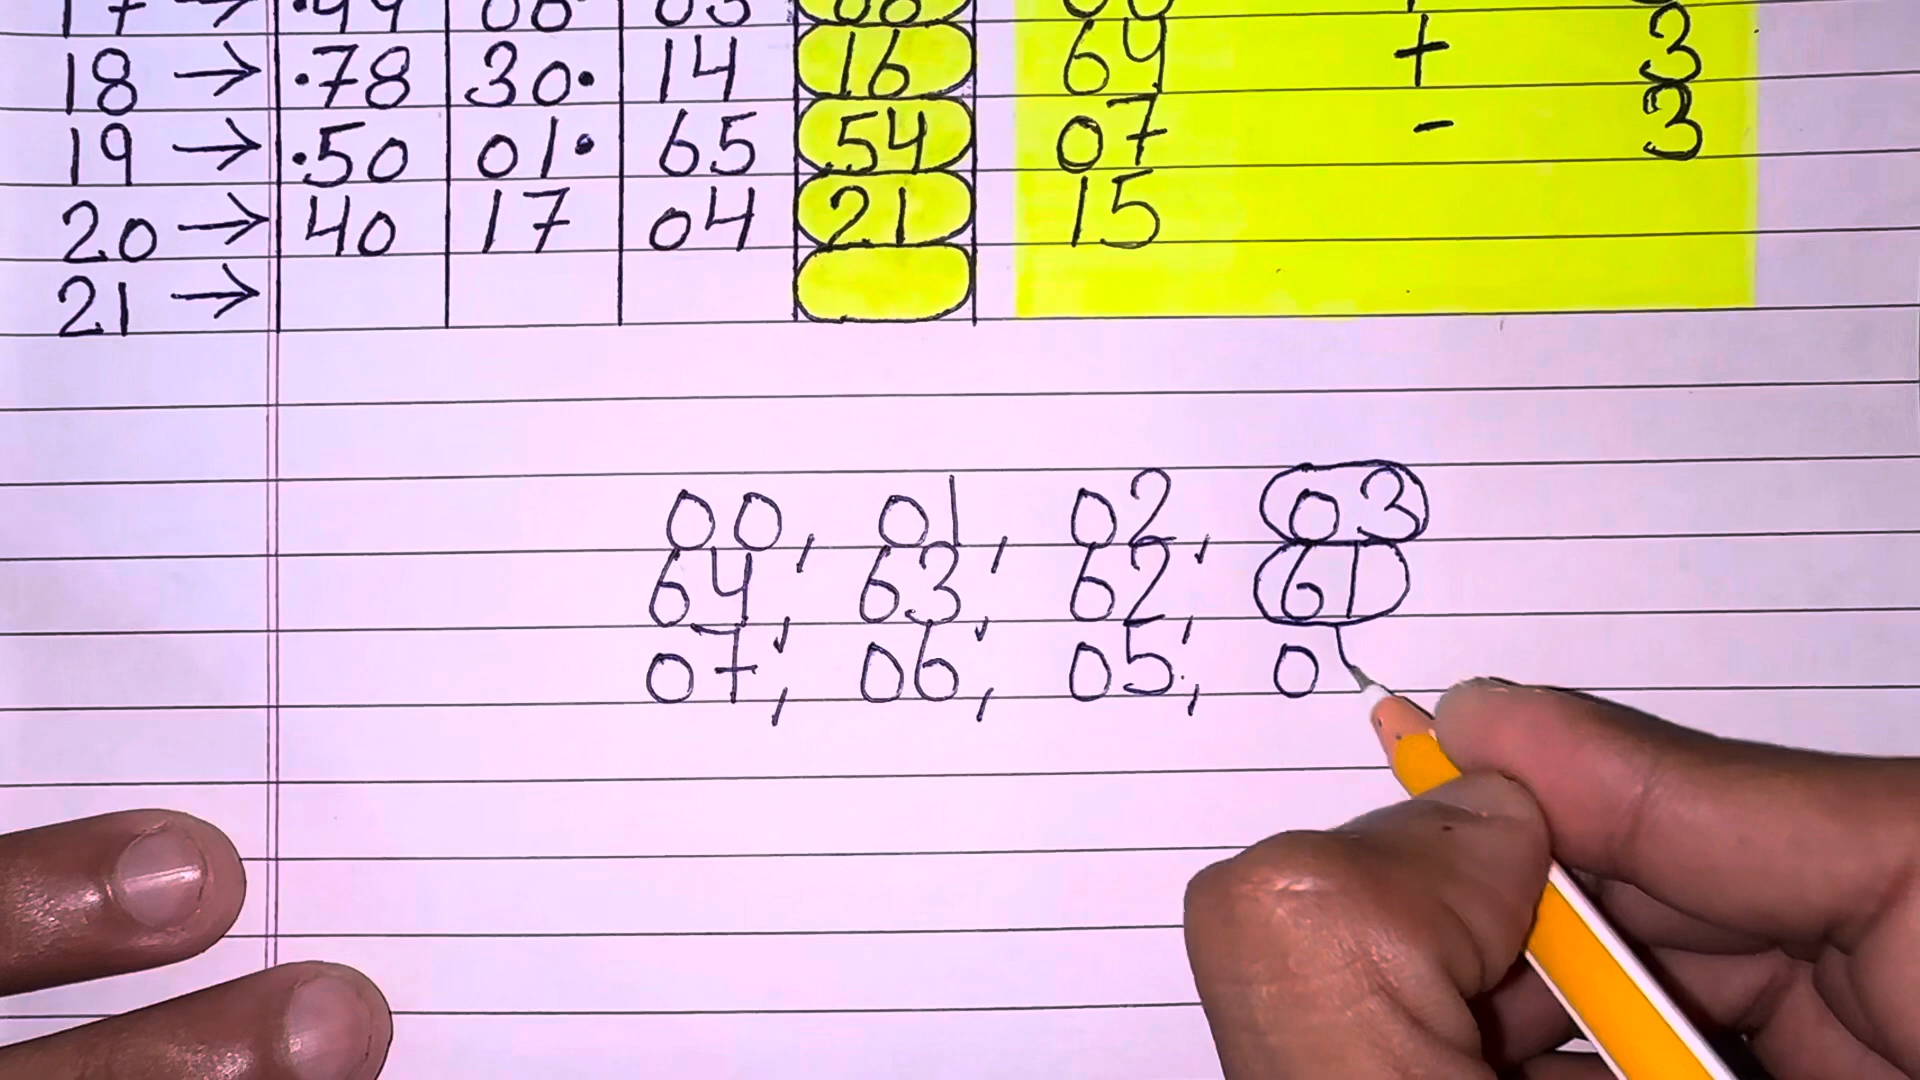 18 → .78 30. 14 16 64 + 3
19 → .50 01. 65 54 07 - 3
20 → 40 17 04 21 15
21 →
00, 01, 02, 03
64, 63, 62, 61
07, 06, 05, 0